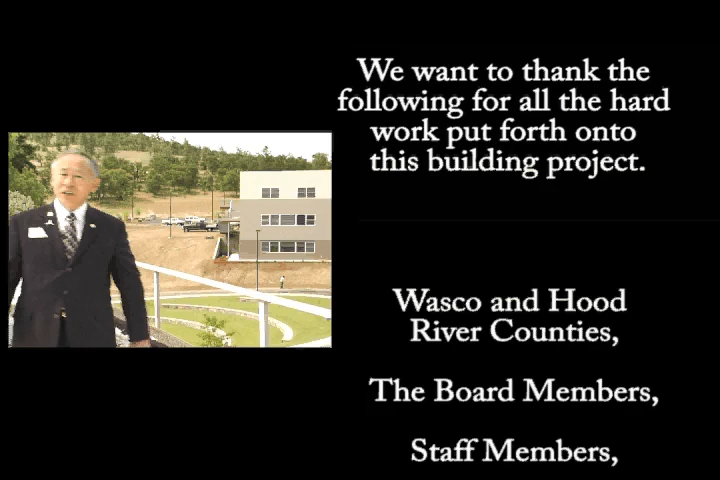 We want to thank the
following for all the hard
work put forth onto
this building project.
Wasco and Hood
River Counties,
The Board Members,
Staff Members,